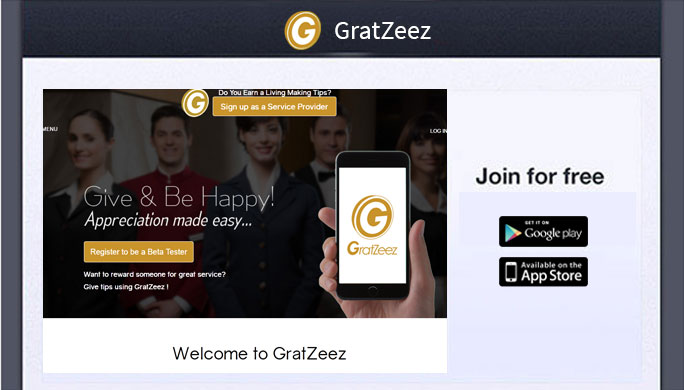 GratZeez
Do You Earn a Living Making Tips?
Sign up as a Service Provider
MENU
LOG IN
Give & Be Happy!
Appreciation made easy...
Register to be a Beta Tester
Want to reward someone for great service?
Give tips using GratZeez !
GratZeez
Welcome to GratZeez
Join for free
GET IT ON
Google play
Available on the
App Store